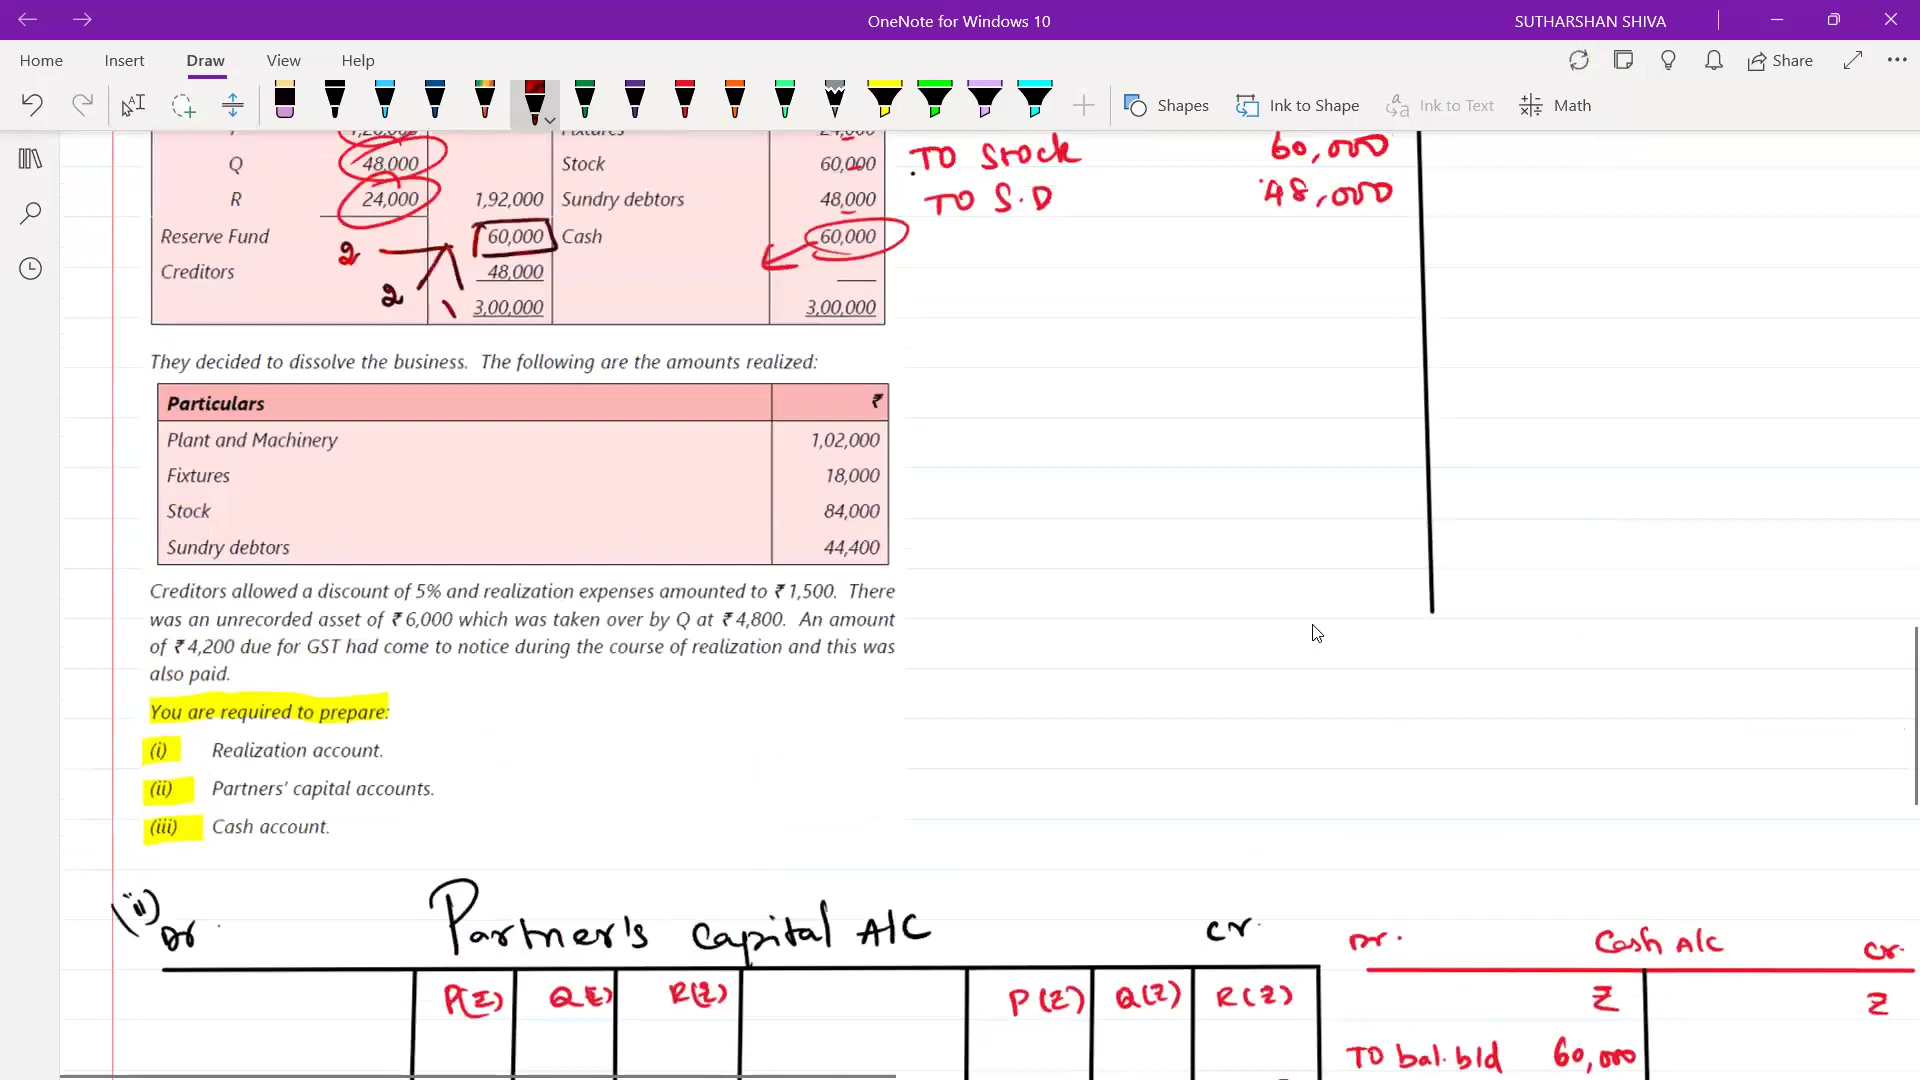 OneNote for Windows 10
SUTHARSHAN SHIVA
Home Insert Draw View Help
Share
Shapes Ink to Shape Ink to Text Math
Fixtures 24,000
Q 48,000 Stock 60,000
R 24,000 1,92,000 Sundry debtors 48,000
Reserve Fund 60,000 Cash 60,000
Creditors 48,000
3,00,000 3,00,000
2
2
1
TO Stock 60,000
TO S.D 48,000
They decided to dissolve the business. The following are the amounts realized:
Particulars ₹
Plant and Machinery 1,02,000
Fixtures 18,000
Stock 84,000
Sundry debtors 44,400
Creditors allowed a discount of 5% and realization expenses amounted to ₹ 1,500. There
was an unrecorded asset of ₹ 6,000 which was taken over by Q at ₹ 4,800. An amount
of ₹ 4,200 due for GST had come to notice during the course of realization and this was
also paid.
You are required to prepare:
(i) Realization account.
(ii) Partners' capital accounts.
(iii) Cash account.
(ii) Dr Partner's Capital A/C cr.
P(₹) Q(₹) R(₹) P(₹) Q(₹) R(₹)
Dr. Cash A/C cr.
₹ ₹
TO bal. b/d 60,000